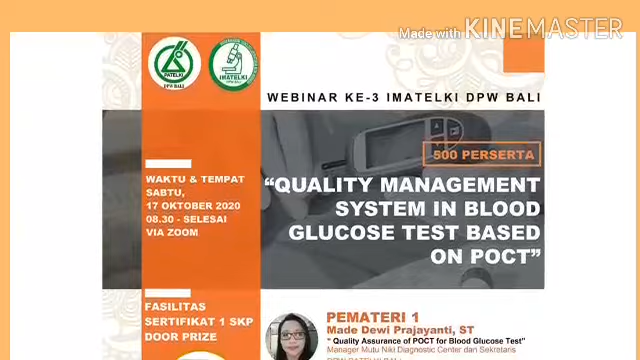 Made with KINEMASTER
PATELKI
DPW BALI
IMATELKI
WEBINAR KE-3 IMATELKI DPW BALI
500 PERSERTA
WAKTU & TEMPAT
SABTU,
17 OKTOBER 2020
08.30 - SELESAI
VIA ZOOM
“QUALITY MANAGEMENT
SYSTEM IN BLOOD
GLUCOSE TEST BASED
ON POCT”
FASILITAS
SERTIFIKAT 1 SKP
DOOR PRIZE
PEMATERI 1
Made Dewi Prajayanti, ST
“ Quality Assurance of POCT for Blood Glucose Test"
Manager Mutu Niki Diagnostic Center dan Sekretaris